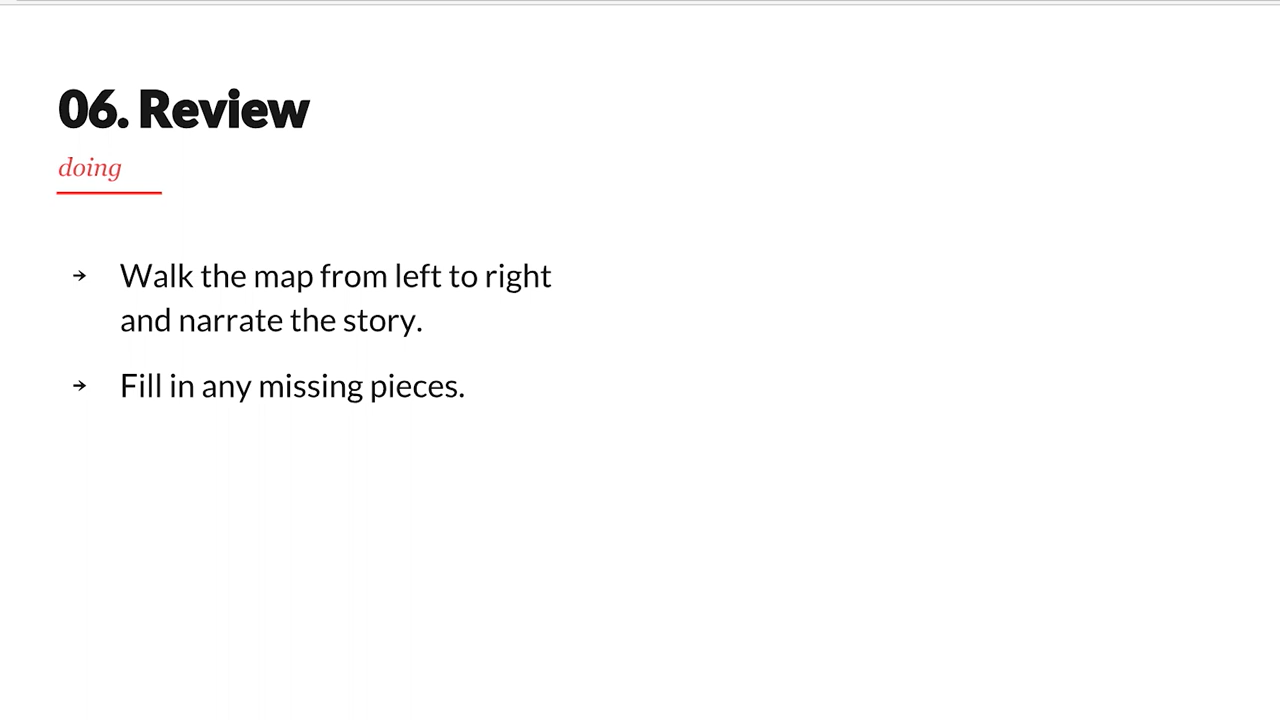 06. Review
doing
→ Walk the map from left to right
and narrate the story.
→ Fill in any missing pieces.